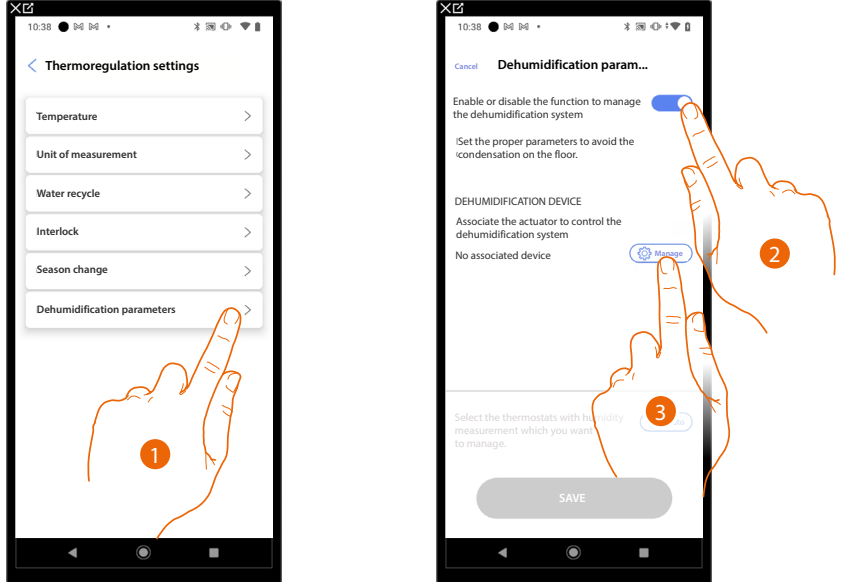 10:38
Thermoregulation settings
Temperature
Unit of measurement
Water recycle
Interlock
Season change
Dehumidification parameters
1
10:38
Cancel
Dehumidification param...
Enable or disable the function to manage
the dehumidification system
Set the proper parameters to avoid the
condensation on the floor.
DEHUMIDIFICATION DEVICE
Associate the actuator to control the
dehumidification system
No associated device
Manage
2
Select the thermostats with humidity
measurement which you want
to manage.
3
SAVE